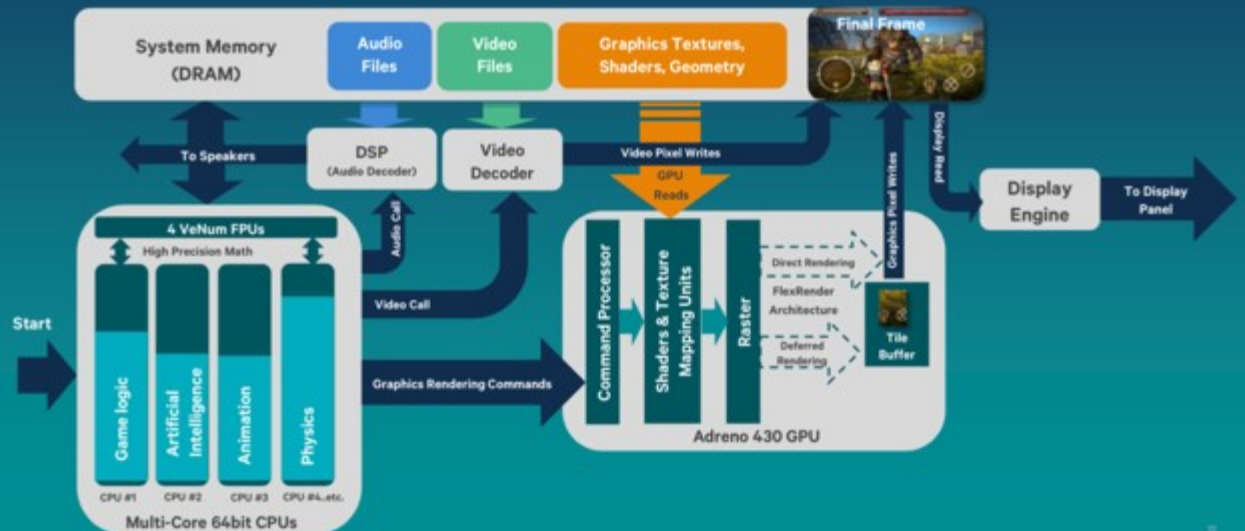 System Memory
(DRAM)
Audio
Files
Video
Files
Graphics Textures,
Shaders, Geometry
Final Frame
To Speakers
DSP
(Audio Decoder)
Video
Decoder
Video Pixel Writes
GPU
Reads
Graphics Pixel Writes
Display Read
Display
Engine
To Display
Panel
4 VeNum FPUs
High Precision Math
Audio Call
Video Call
Start
Game logic
Artificial
Intelligence
Animation
Physics
CPU #1
CPU #2
CPU #3
CPU #4..etc.
Multi-Core 64bit CPUs
Graphics Rendering Commands
Command Processor
Shaders & Texture
Mapping Units
Raster
Direct Rendering
FlexRender
Architecture
Deferred
Rendering
Tile
Buffer
Adreno 430 GPU